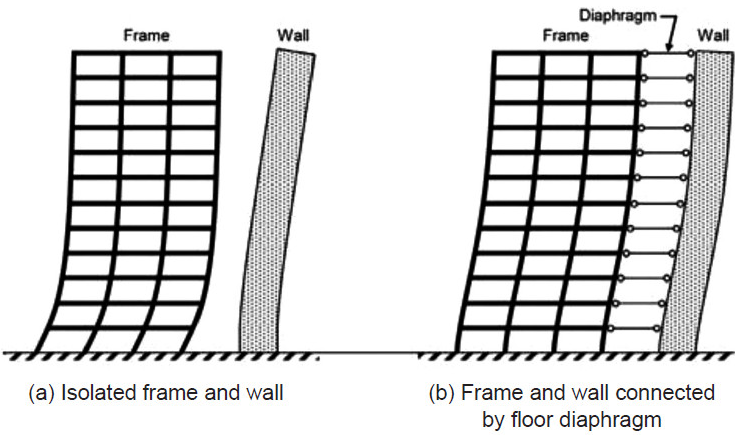 Frame
Wall
(a) Isolated frame and wall
Diaphragm
Frame
Wall
(b) Frame and wall connected
by floor diaphragm